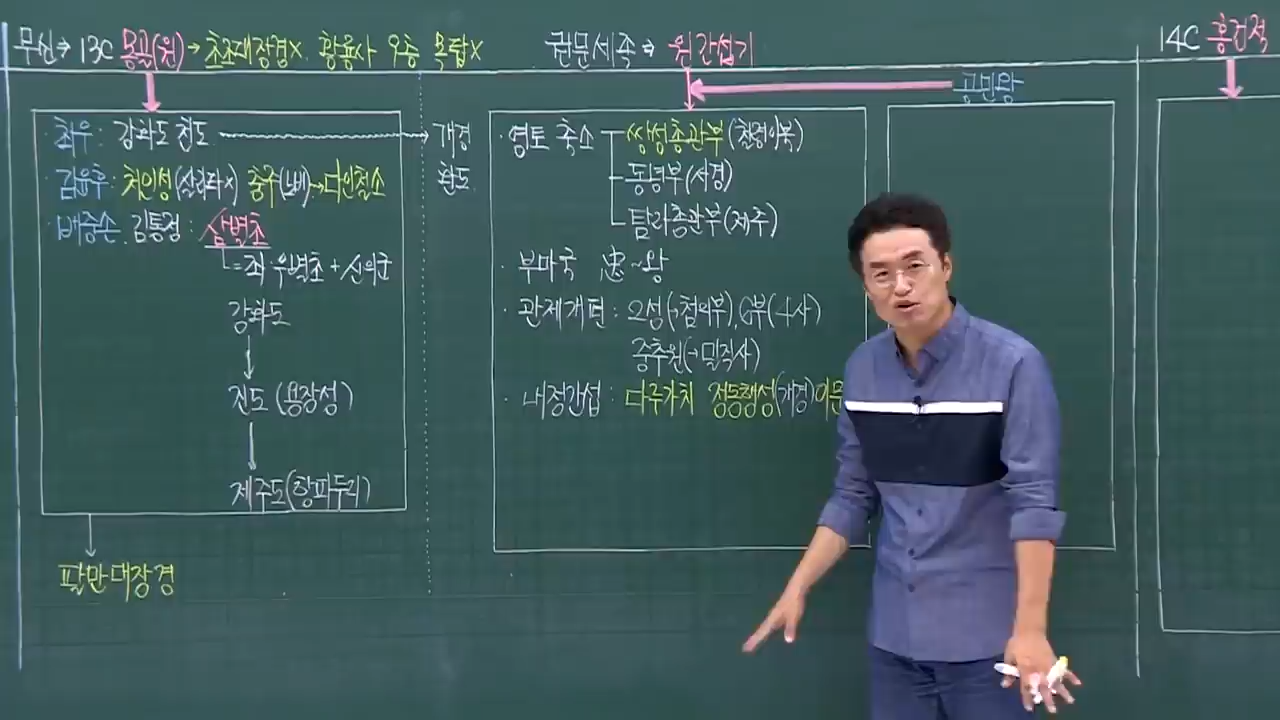 무신→ 13C 몽골(원)→ 초조대장경x 황룡사 9층 목탑x
권문세족 ⇒ 원간섭기
14C 홍건적
공민왕
최우: 강화도 천도
개경
환도
김윤후: 처인성(살리타x) 충주(노비)→다인철소
배중손 김통정: 삼별초
= 좌·우별초 + 신의군
강화도
↓
진도 (용장성)
↓
제주도(항파두리)
팔만대장경
· 영토 축소
쌍성총관부(철령이북)
동녕부(서경)
탐라총관부(제주)
· 부마국 忠~왕
· 관제개편 : 2성(→첨의부), 6부(4사)
중추원(→밀직사)
· 내정간섭 : 다루가치 정동행성(개경)이문